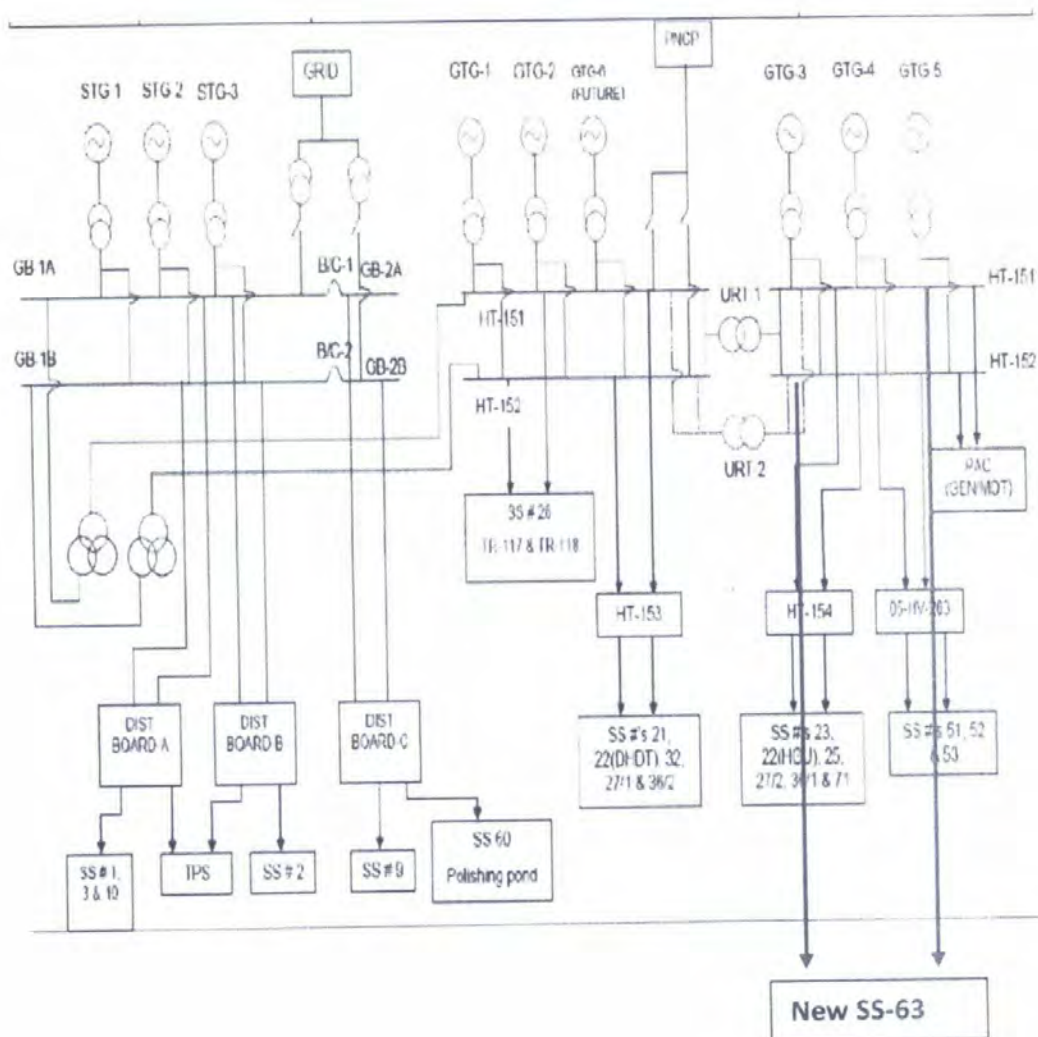 PNCP
GRID
STG 1
STG 2
STG-3
GTG-1
GTG-2
GTG-6
(FUTURE)
GTG-3
GTG-4
GTG 5
GB-1A
B/C-1
GB-2A
HT-151
URT 1
HT-151
GB-1B
B/C-2
GB-2B
HT-152
HT-152
URT 2
PAC
(GEN/MOT)
SS # 26
TR-117 & TR-118
HT-153
HT-154
05-HV-203
DIST
BOARD-A
DIST
BOARD B
DIST
BOARD-C
SS #'s 21,
22(DHDT), 32,
27/1 & 36/2
SS #'s 23,
22(HGU), 25,
27/2, 36/1 & 71
SS #'s 51, 52
& 53
SS # 1,
3 & 10
TPS
SS # 2
SS # 9
SS 60
Polishing pond
New SS-63